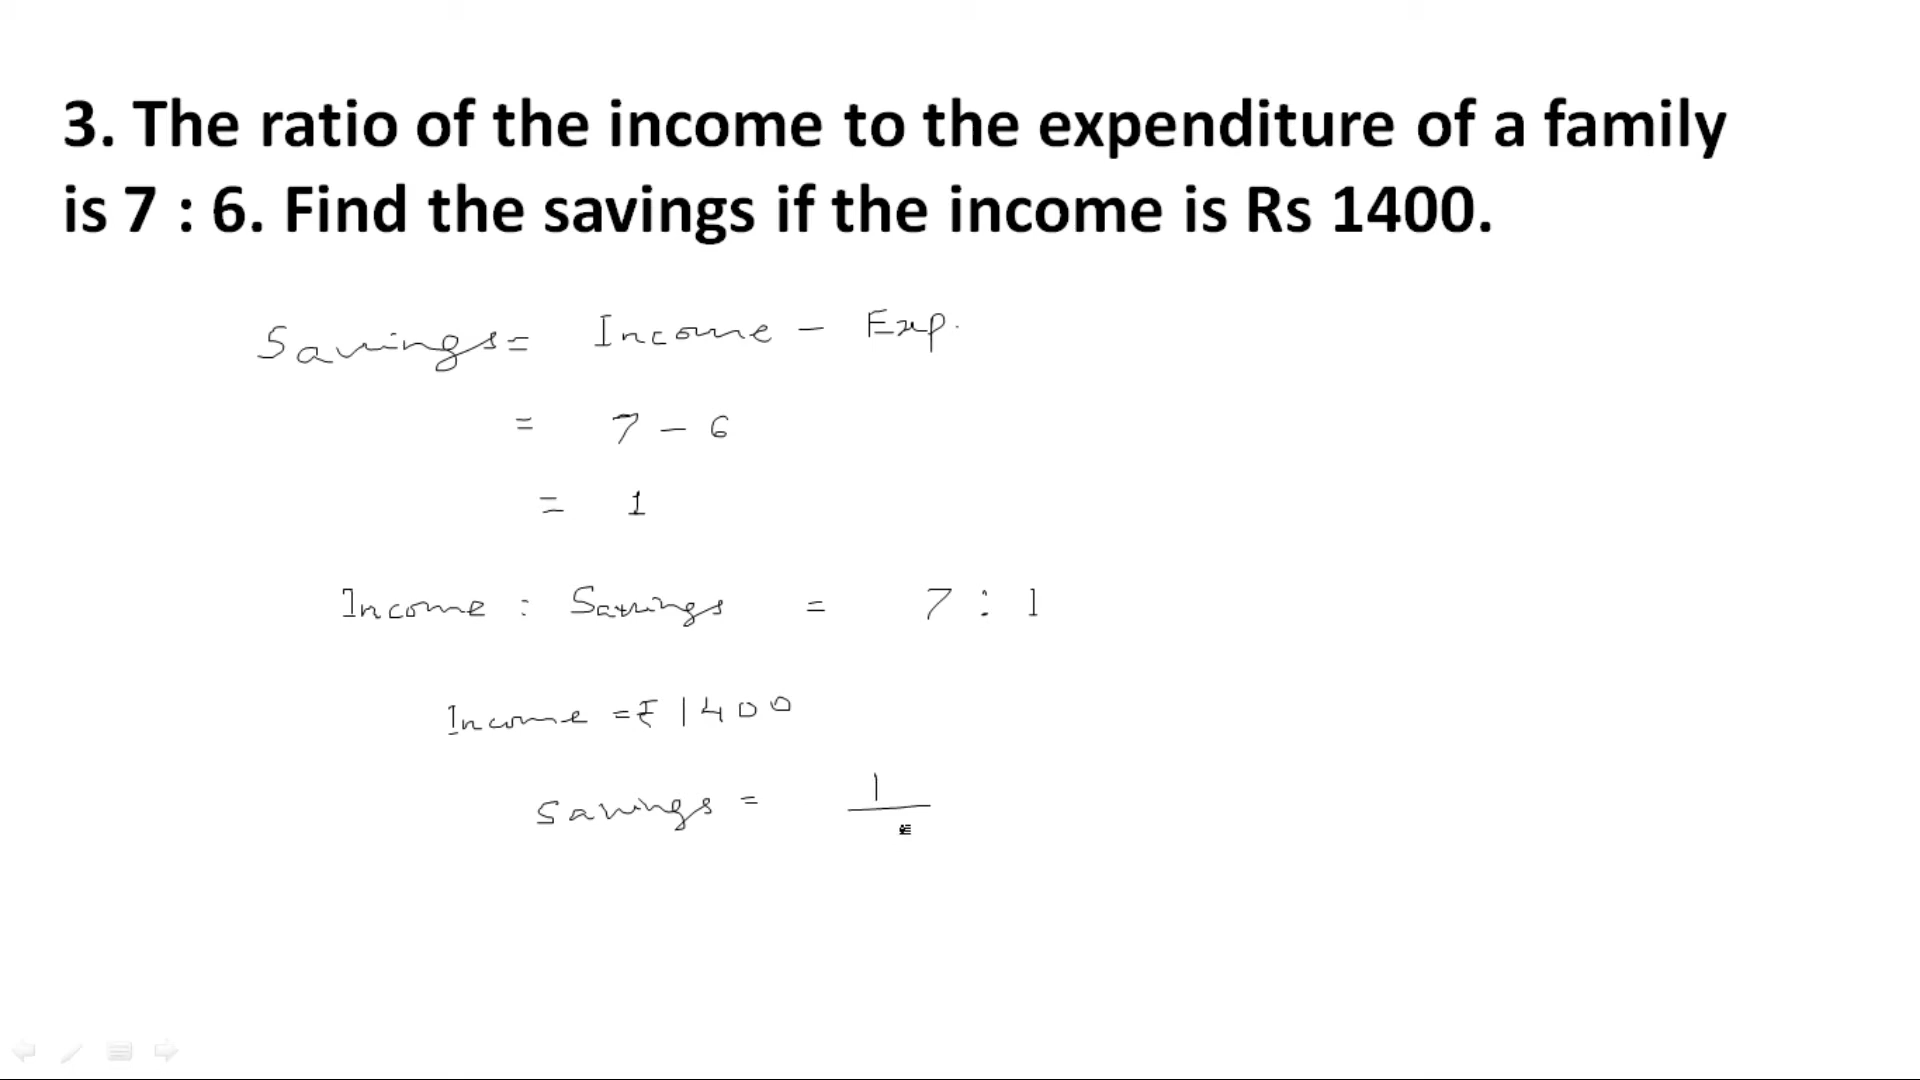 3. The ratio of the income to the expenditure of a family
is 7 : 6. Find the savings if the income is Rs 1400.
Savings = Income - Exp.
= 7 - 6
= 1
Income : Savings = 7 : 1
Income = ₹ 1400
Savings = 1